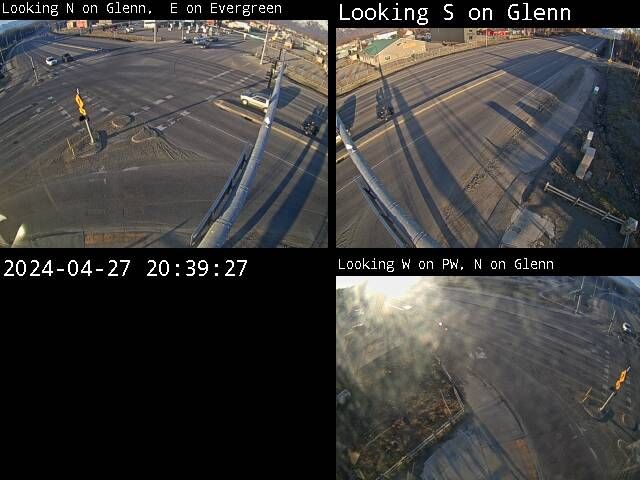 Looking N on Glenn, E on Evergreen
Looking S on Glenn
2024-04-27 20:39:27
Looking W on PW, N on Glenn